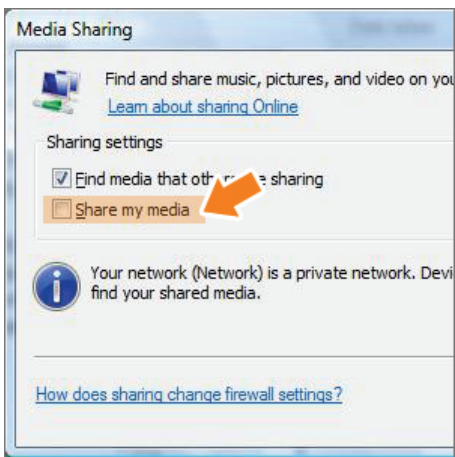 Media Sharing
Find and share music, pictures, and video on you
Learn about sharing Online
Sharing settings
Find media that others sharing
Share my media
Your network (Network) is a private network. Devi
find your shared media.
How does sharing change firewall settings?